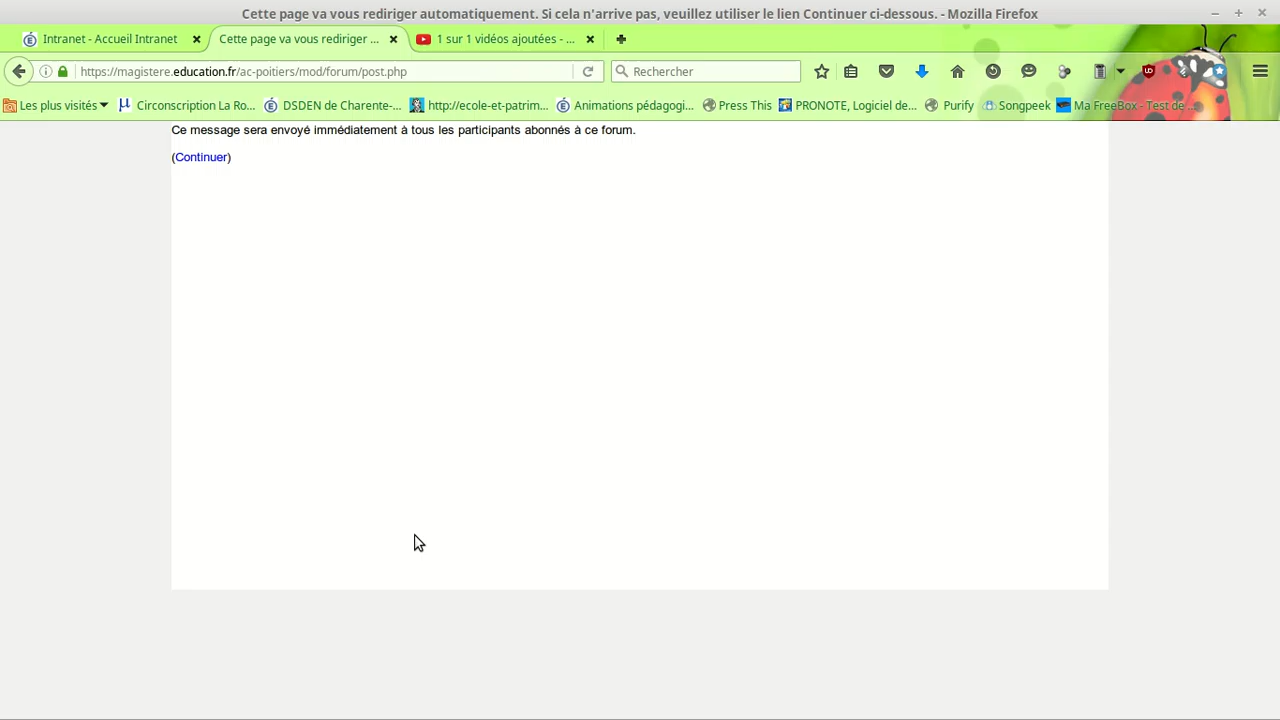 Cette page va vous rediriger automatiquement. Si cela n'arrive pas, veuillez utiliser le lien Continuer ci-dessous. - Mozilla Firefox
Intranet - Accueil Intranet
Cette page va vous rediriger ...
1 sur 1 vidéos ajoutées - ...
https://magistere.education.fr/ac-poitiers/mod/forum/post.php
Rechercher
Les plus visités
Circonscription La Ro...
DSDEN de Charente-...
http://ecole-et-patrim...
Animations pédagogi...
Press This
PRONOTE, Logiciel de...
Purify
Songpeek
Ma FreeBox - Test de ...
Ce message sera envoyé immédiatement à tous les participants abonnés à ce forum.
(Continuer)